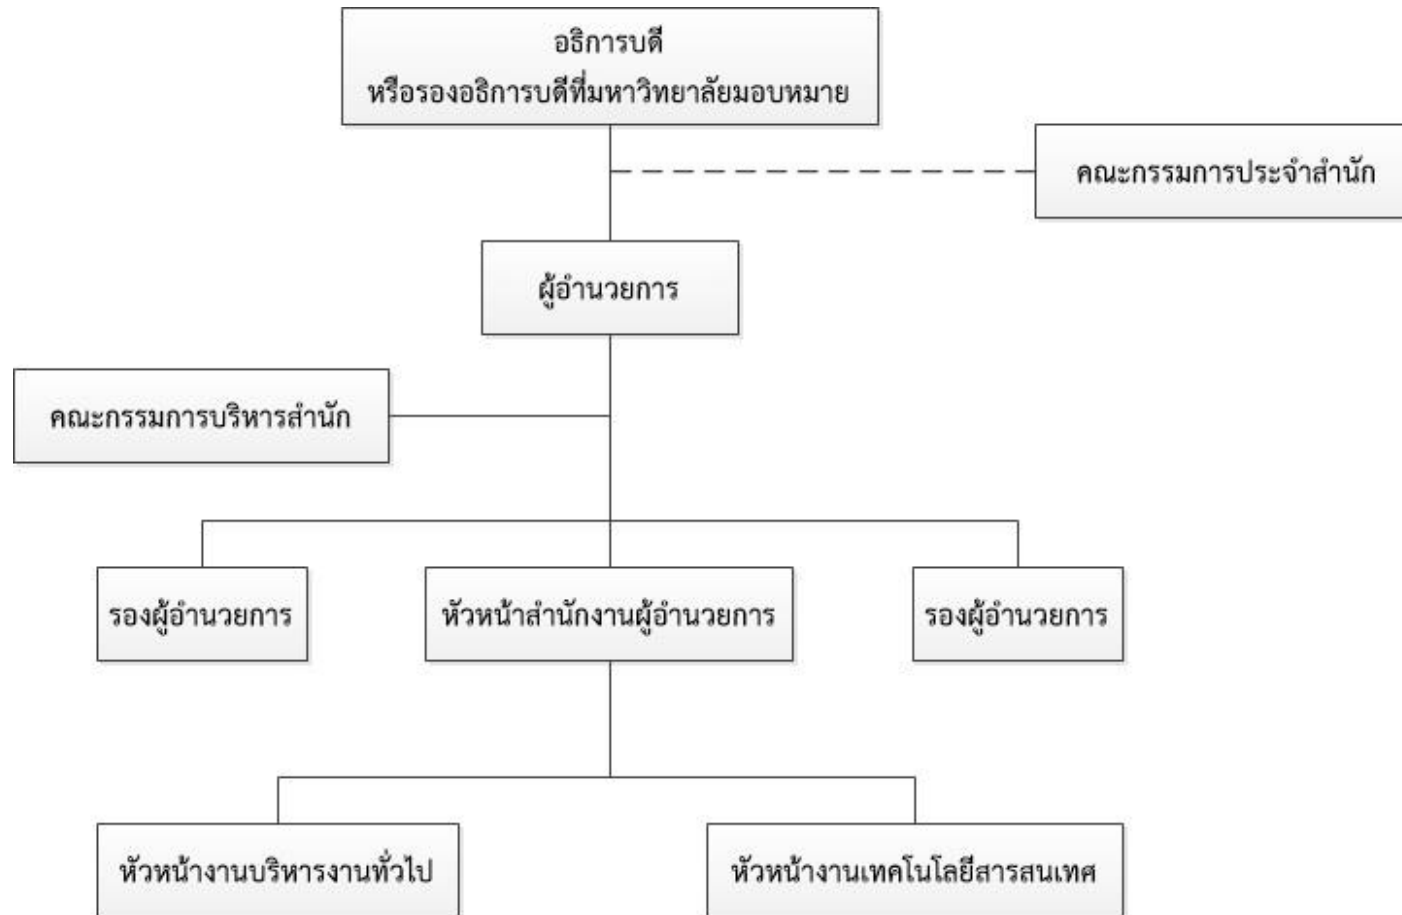 อธิการบดี
หรือรองอธิการบดีที่มหาวิทยาลัยมอบหมาย
คณะกรรมการประจำสำนัก
ผู้อำนวยการ
คณะกรรมการบริหารสำนัก
รองผู้อำนวยการ
หัวหน้าสำนักงานผู้อำนวยการ
รองผู้อำนวยการ
หัวหน้างานบริหารงานทั่วไป
หัวหน้างานเทคโนโลยีสารสนเทศ